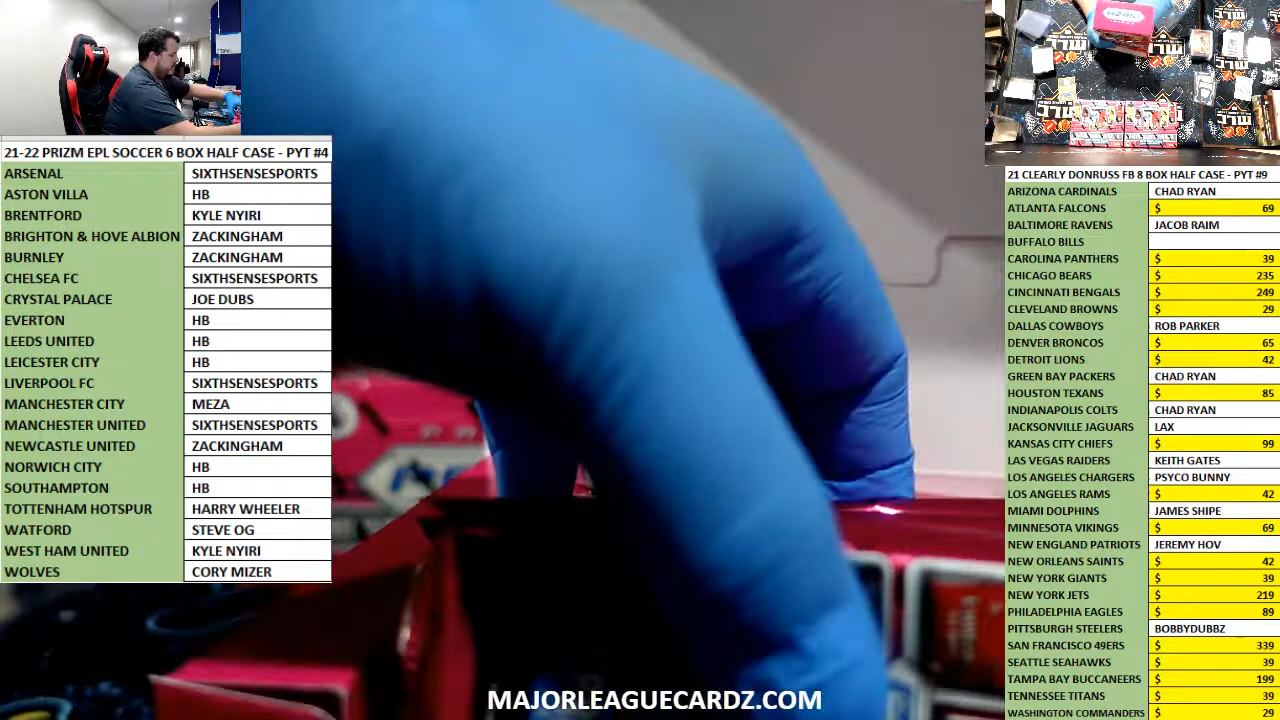 21-22 PRIZM EPL SOCCER 6 BOX HALF CASE - PYT #4
ARSENAL SIXTHSENSESPORTS
ASTON VILLA HB
BRENTFORD KYLE NYIRI
BRIGHTON & HOVE ALBION ZACKINGHAM
BURNLEY ZACKINGHAM
CHELSEA FC SIXTHSENSESPORTS
CRYSTAL PALACE JOE DUBS
EVERTON HB
LEEDS UNITED HB
LEICESTER CITY HB
LIVERPOOL FC SIXTHSENSESPORTS
MANCHESTER CITY MEZA
MANCHESTER UNITED SIXTHSENSESPORTS
NEWCASTLE UNITED ZACKINGHAM
NORWICH CITY HB
SOUTHAMPTON HB
TOTTENHAM HOTSPUR HARRY WHEELER
WATFORD STEVE OG
WEST HAM UNITED KYLE NYIRI
WOLVES CORY MIZER
21 CLEARLY DONRUSS FB 8 BOX HALF CASE - PYT #9
ARIZONA CARDINALS CHAD RYAN
ATLANTA FALCONS $ 69
BALTIMORE RAVENS JACOB RAIM
BUFFALO BILLS
CAROLINA PANTHERS $ 39
CHICAGO BEARS $ 235
CINCINNATI BENGALS $ 249
CLEVELAND BROWNS $ 29
DALLAS COWBOYS ROB PARKER
DENVER BRONCOS $ 65
DETROIT LIONS $ 42
GREEN BAY PACKERS CHAD RYAN
HOUSTON TEXANS $ 85
INDIANAPOLIS COLTS CHAD RYAN
JACKSONVILLE JAGUARS LAX
KANSAS CITY CHIEFS $ 99
LAS VEGAS RAIDERS KEITH GATES
LOS ANGELES CHARGERS PSYCO BUNNY
LOS ANGELES RAMS $ 42
MIAMI DOLPHINS JAMES SHIPE
MINNESOTA VIKINGS $ 69
NEW ENGLAND PATRIOTS JEREMY HOV
NEW ORLEANS SAINTS $ 42
NEW YORK GIANTS $ 39
NEW YORK JETS $ 219
PHILADELPHIA EAGLES $ 89
PITTSBURGH STEELERS BOBBYDUBBZ
SAN FRANCISCO 49ERS $ 339
SEATTLE SEAHAWKS $ 39
TAMPA BAY BUCCANEERS $ 199
TENNESSEE TITANS $ 39
WASHINGTON COMMANDERS $ 29
MAJORLEAGUECARDZ.COM